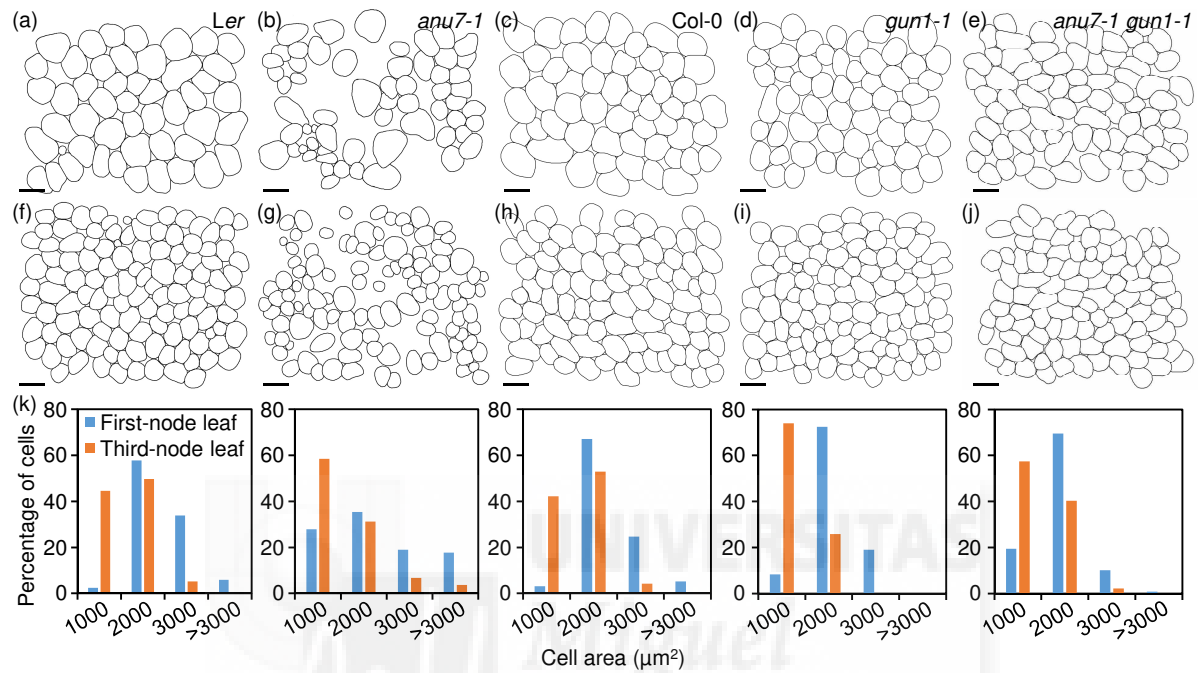 (a) Ler
(b) anu7-1
(c) Col-0
(d) gun1-1
(e) anu7-1 gun1-1
(f)
(g)
(h)
(i)
(j)
(k)
Percentage of cells
80
60
40
20
0
First-node leaf
Third-node leaf
1000 2000 3000 >3000
80
60
40
20
0
1000 2000 3000 >3000
80
60
40
20
0
1000 2000 3000 >3000
80
60
40
20
0
1000 2000 3000 >3000
80
60
40
20
0
1000 2000 3000 >3000
Cell area (µm²)
UNIVERSITAS
Miguel